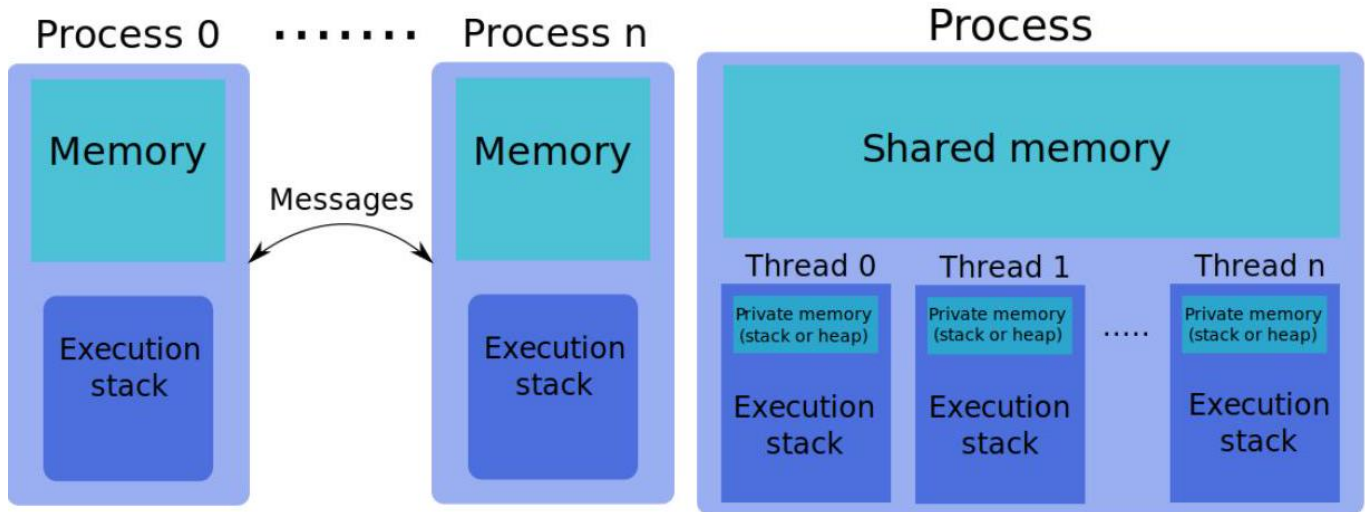 Process 0 ....... Process n
Memory
Memory
Messages
Execution
stack
Execution
stack
Process
Shared memory
Thread 0
Thread 1
Thread n
Private memory
(stack or heap)
Private memory
(stack or heap)
.....
Private memory
(stack or heap)
Execution
stack
Execution
stack
Execution
stack